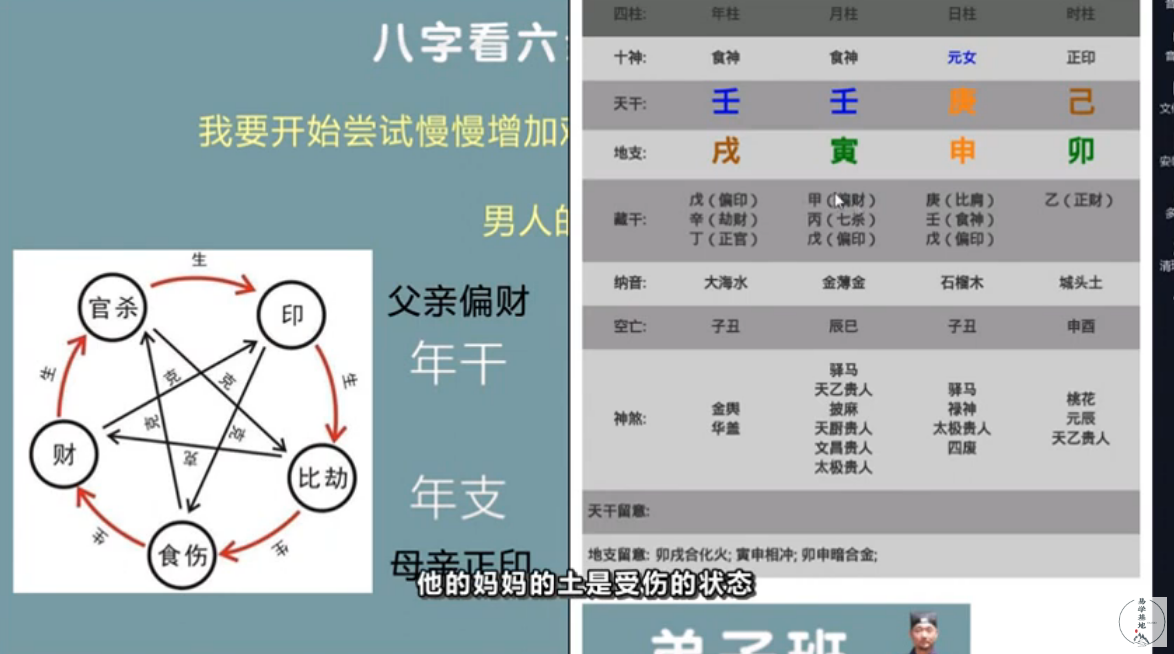 八字看六
我要开始尝试慢慢增加
男人的
父亲偏财
年干
年支
母亲正印
官杀
印
比劫
食伤
财
生
生
生
生
生
克
克
克
克
克
四柱: 年柱 月柱 日柱 时柱
十神: 食神 食神 元女 正印
天干: 壬 壬 庚 己
地支: 戌 寅 申 卯
藏干:
戊(偏印) 甲(偏财) 庚(比肩) 乙(正财)
辛(劫财) 丙(七杀) 壬(食神)
丁(正官) 戊(偏印) 戊(偏印)
纳音: 大海水 金薄金 石榴木 城头土
空亡: 子丑 辰巳 子丑 申酉
神煞:
金舆
华盖
驿马
天乙贵人
披麻
天厨贵人
文昌贵人
太极贵人
驿马
禄神
太极贵人
四废
桃花
元辰
天乙贵人
天干留意:
地支留意: 卯戌合化火; 寅申相冲; 卯申暗合金;
他的妈妈的土是受伤的状态
弟子班
易学基地